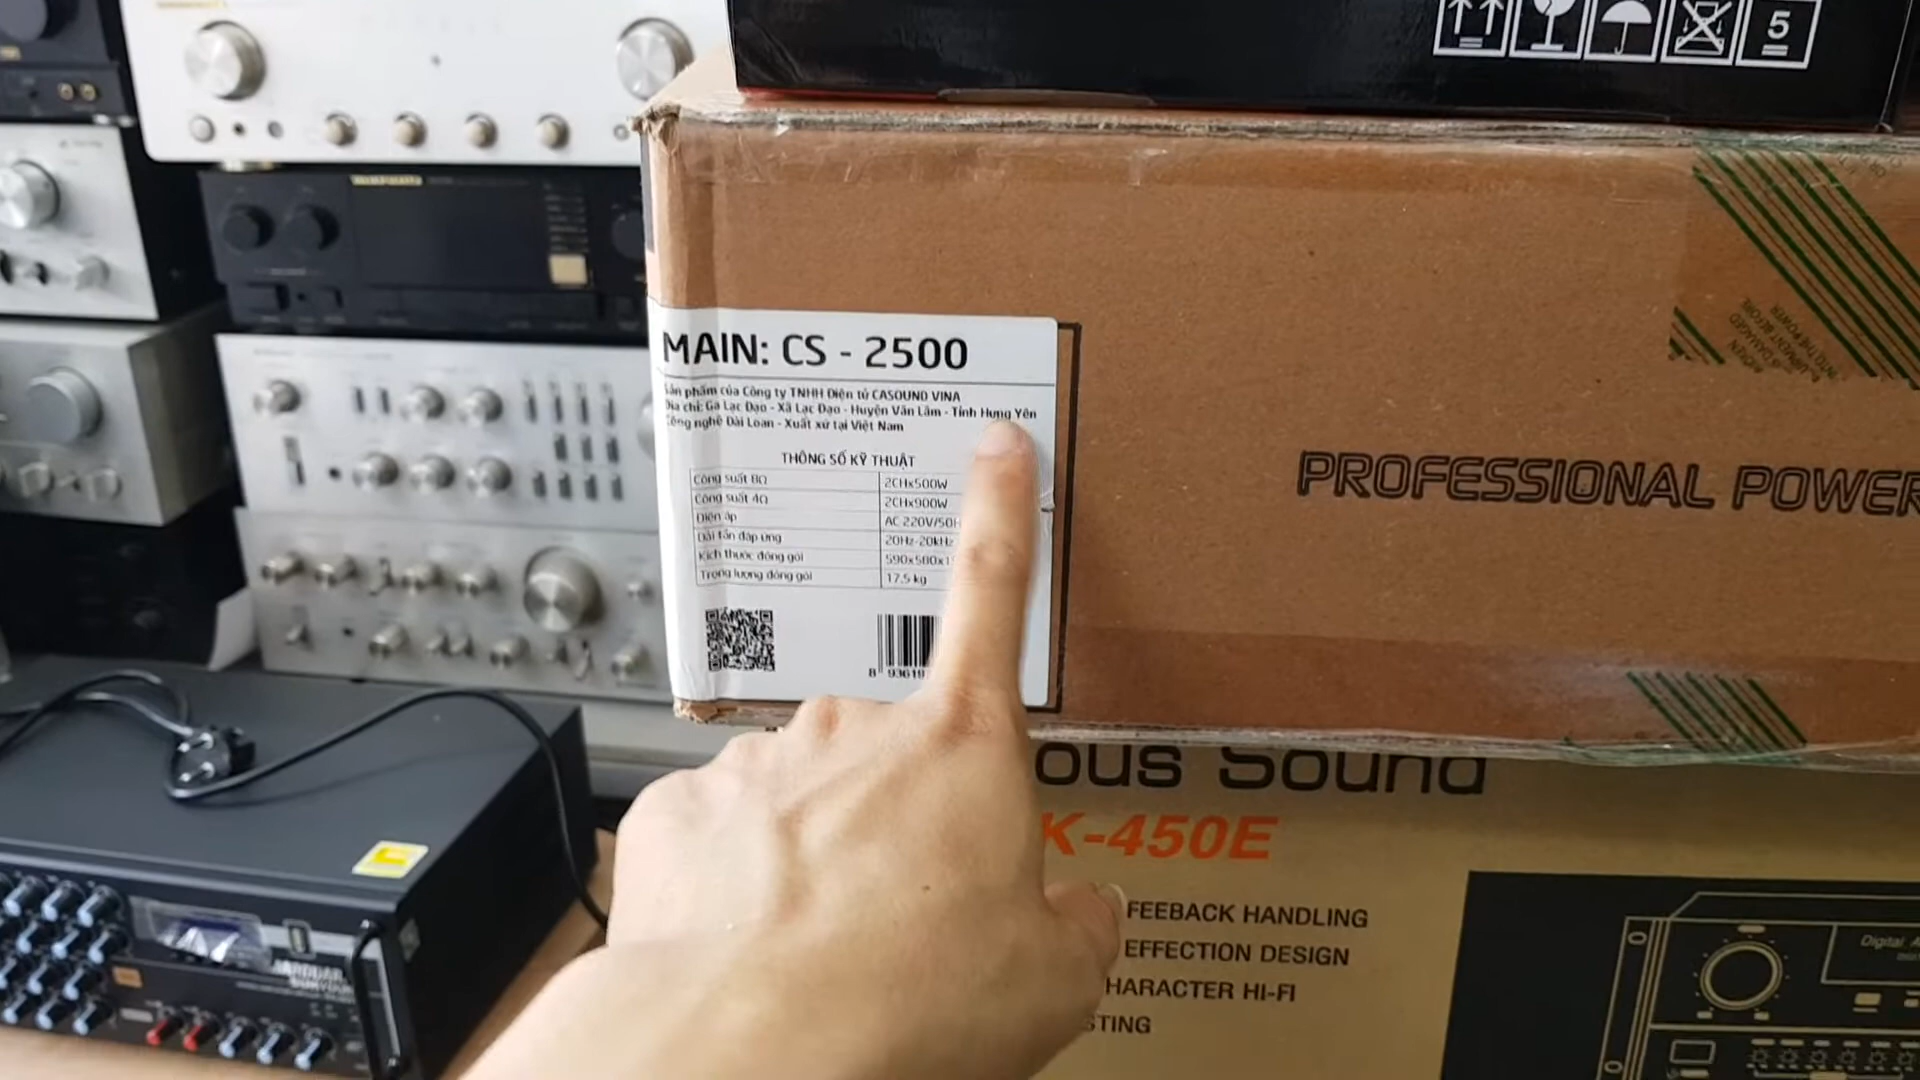 5
MAIN: CS - 2500
Sản phẩm của Công ty TNHH Điện tử CASOUND VINA
Địa chỉ: Ga Lạc Đạo - Xã Lạc Đạo - Huyện Văn Lâm - Tỉnh Hưng Yên
Công nghệ Đài Loan - Xuất xứ tại Việt Nam
THÔNG SỐ KỸ THUẬT
Công suất 8Ω 2CHx500W
Công suất 4Ω 2CHx900W
Điện áp AC 220V/50H
Dải tần đáp ứng 20Hz-20kHz
Kích thước đóng gói 590x580x1
Trọng lượng đóng gói 17.5 kg
8 93619
PROFESSIONAL POWER
ous Sound
K-450E
FEEBACK HANDLING
EFFECTION DESIGN
HARACTER HI-FI
STING
Digital